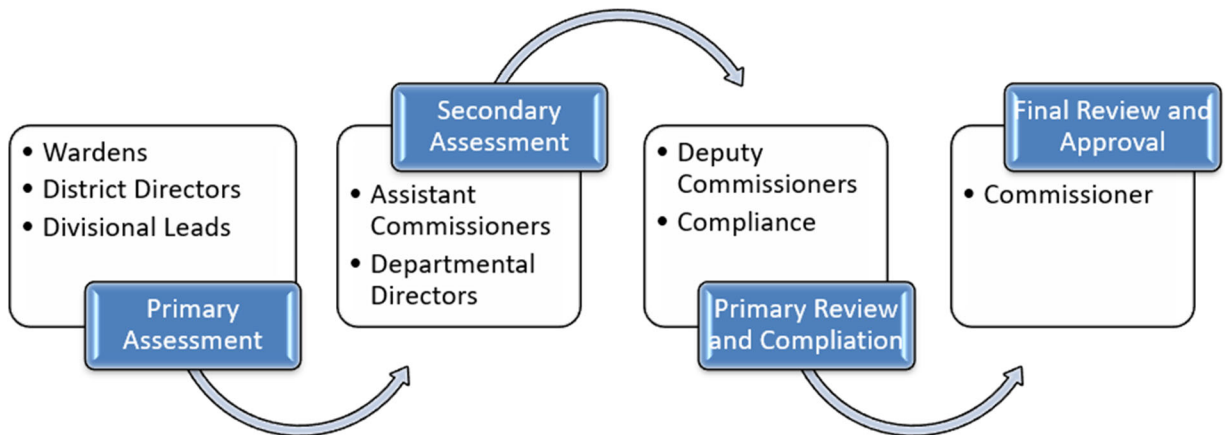 • Wardens
• District Directors
• Divisional Leads
Primary
Assessment
Secondary
Assessment
• Assistant
Commissioners
• Departmental
Directors
• Deputy
Commissioners
• Compliance
Primary Review
and Compliation
Final Review and
Approval
• Commissioner